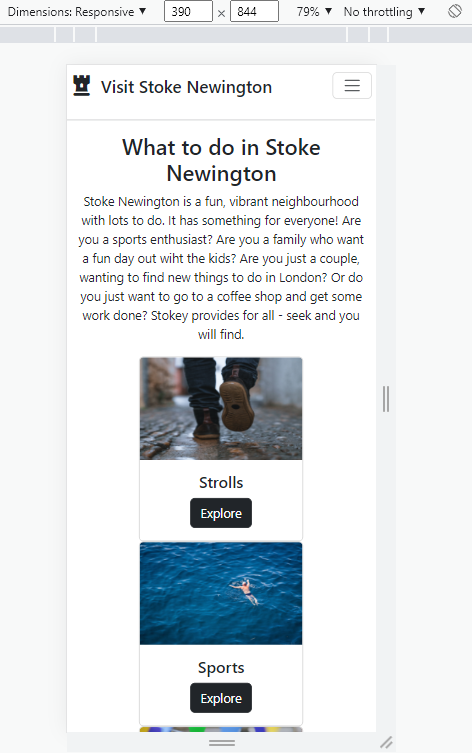 Dimensions: Responsive ▼ 390 × 844 79% ▼ No throttling ▼
Visit Stoke Newington
What to do in Stoke
Newington
Stoke Newington is a fun, vibrant neighbourhood
with lots to do. It has something for everyone! Are
you a sports enthusiast? Are you a family who want
a fun day out wiht the kids? Are you just a couple,
wanting to find new things to do in London? Or do
you just want to go to a coffee shop and get some
work done? Stokey provides for all - seek and you
will find.
Strolls
Explore
Sports
Explore